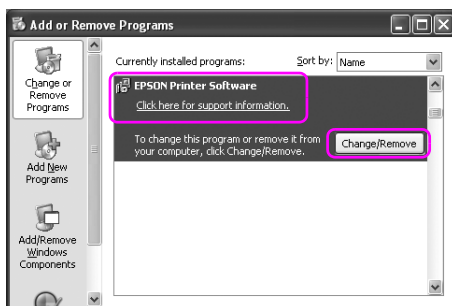 Add or Remove Programs
Change or
Remove
Programs
Add New
Programs
Add/Remove
Windows
Components
Currently installed programs:
Sort by:
Name
EPSON Printer Software
Click here for support information.
To change this program or remove it from
your computer, click Change/Remove.
Change/Remove